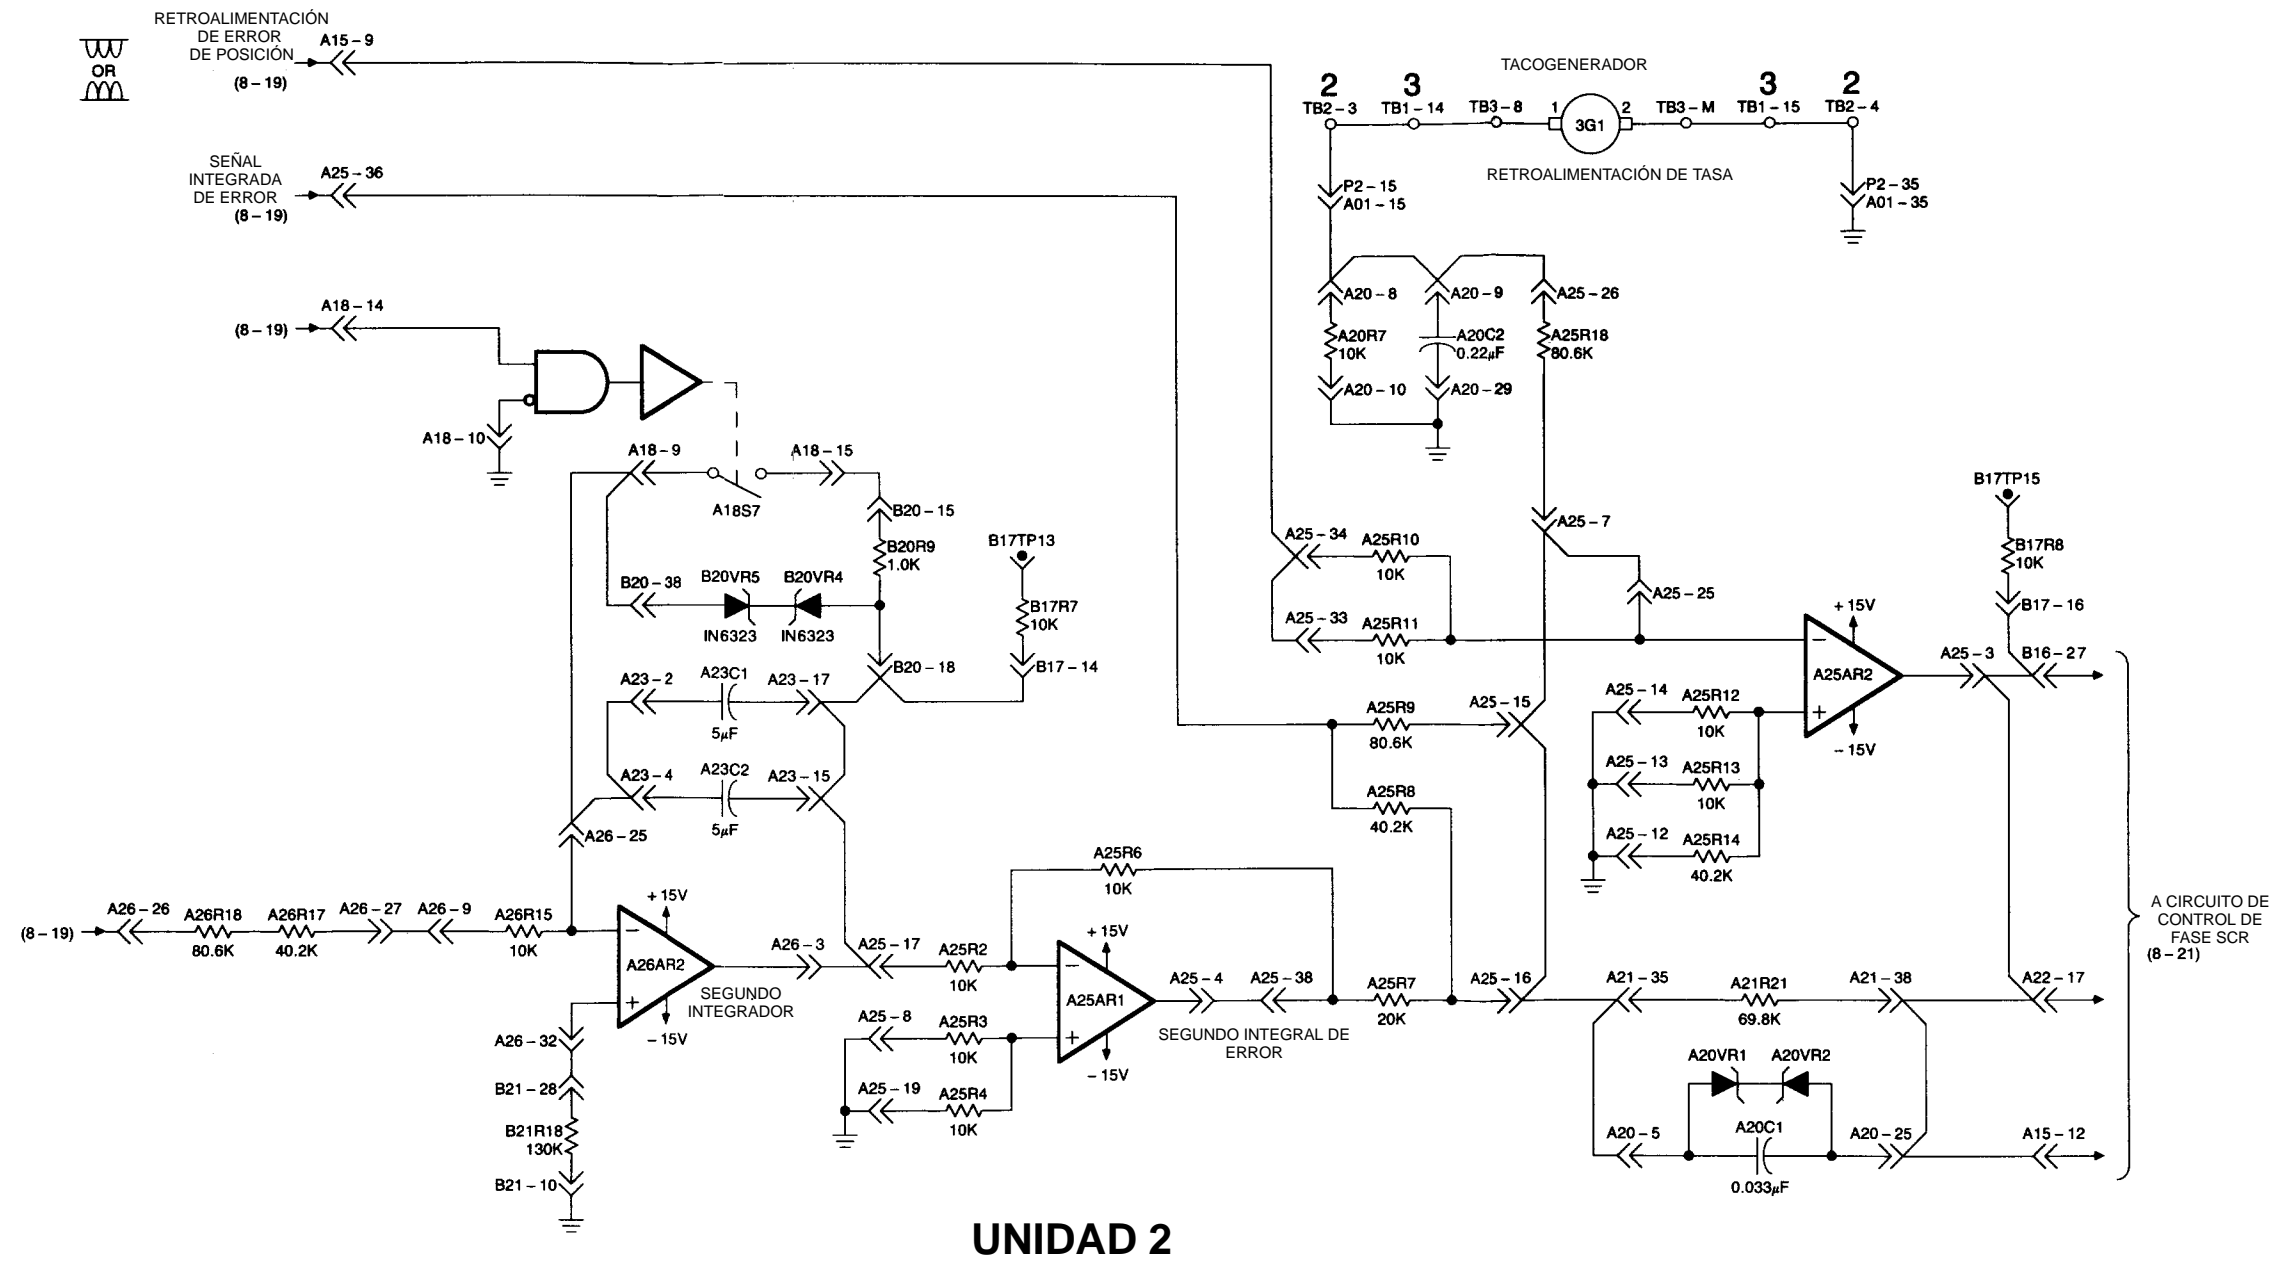 RETROALIMENTACIÓN
DE ERROR
DE POSICIÓN
(8–19)
A15–9
OR
TACOGENERADOR
2
3
3
2
TB2–3
TB1–14
TB3–8
1
3G1
2
TB3–M
TB1–15
TB2–4
RETROALIMENTACIÓN DE TASA
SEÑAL
INTEGRADA
DE ERROR
(8–19)
A25–36
P2–15
A01–15
P2–35
A01–35
A18–14
(8–19)
A20–8
A20–9
A25–26
A20R7
10K
A20C2
0.22µF
A25R18
80.6K
A20–10
A20–29
A18–10
A18–9
A18–15
A18S7
B20–15
B20R9
1.0K
B17TP13
A25–7
B17TP15
B20–38
B20VR5
B20VR4
IN6323
IN6323
B17R7
10K
B17–14
B20–18
A25–34
A25R10
10K
A25–33
A25R11
10K
A25–25
B17R8
10K
B17–16
+15V
A25AR2
–
+
–15V
A25–3
B16–27
A23–2
A23C1
5µF
A23–17
A25R9
80.6K
A25–15
A25–14
A25R12
10K
A23–4
A23C2
5µF
A23–15
A25–13
A25R13
10K
A25R8
40.2K
A26–25
A25–12
A25R14
40.2K
A25R6
10K
(8–19)
A26–26
A26R18
80.6K
A26R17
40.2K
A26–27
A26–9
A26R15
10K
+15V
–
A26AR2
+
–15V
A26–3
SEGUNDO
INTEGRADOR
A25–17
A25R2
10K
+15V
–
A25AR1
+
–15V
A25–4
A25–38
A25R7
20K
A25–16
SEGUNDO INTEGRAL DE
ERROR
A21–35
A21R21
69.8K
A21–38
A22–17
A CIRCUITO DE
CONTROL DE
FASE SCR
(8–21)
A25–8
A25R3
10K
A25–19
A25R4
10K
A26–32
B21–28
B21R18
130K
B21–10
A20VR1
A20VR2
A20–5
A20C1
0.033µF
A20–25
A15–12
UNIDAD 2